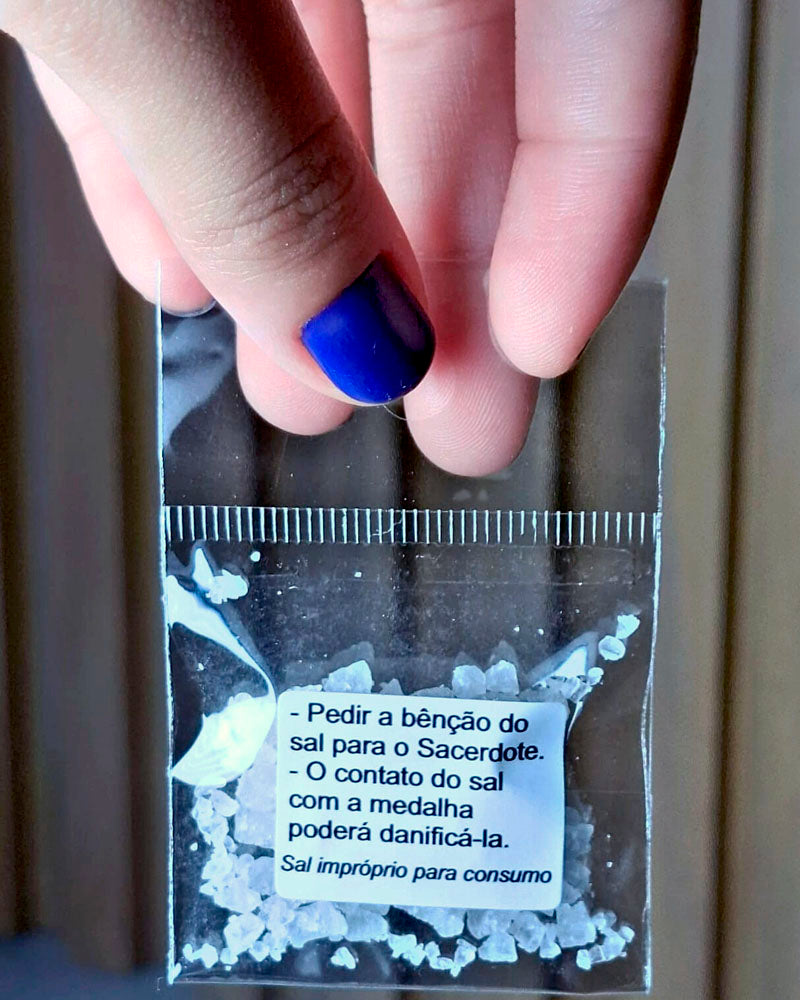 - Pedir a bênção do
sal para o Sacerdote.
- O contato do sal
com a medalha
poderá danificá-la.
Sal impróprio para consumo